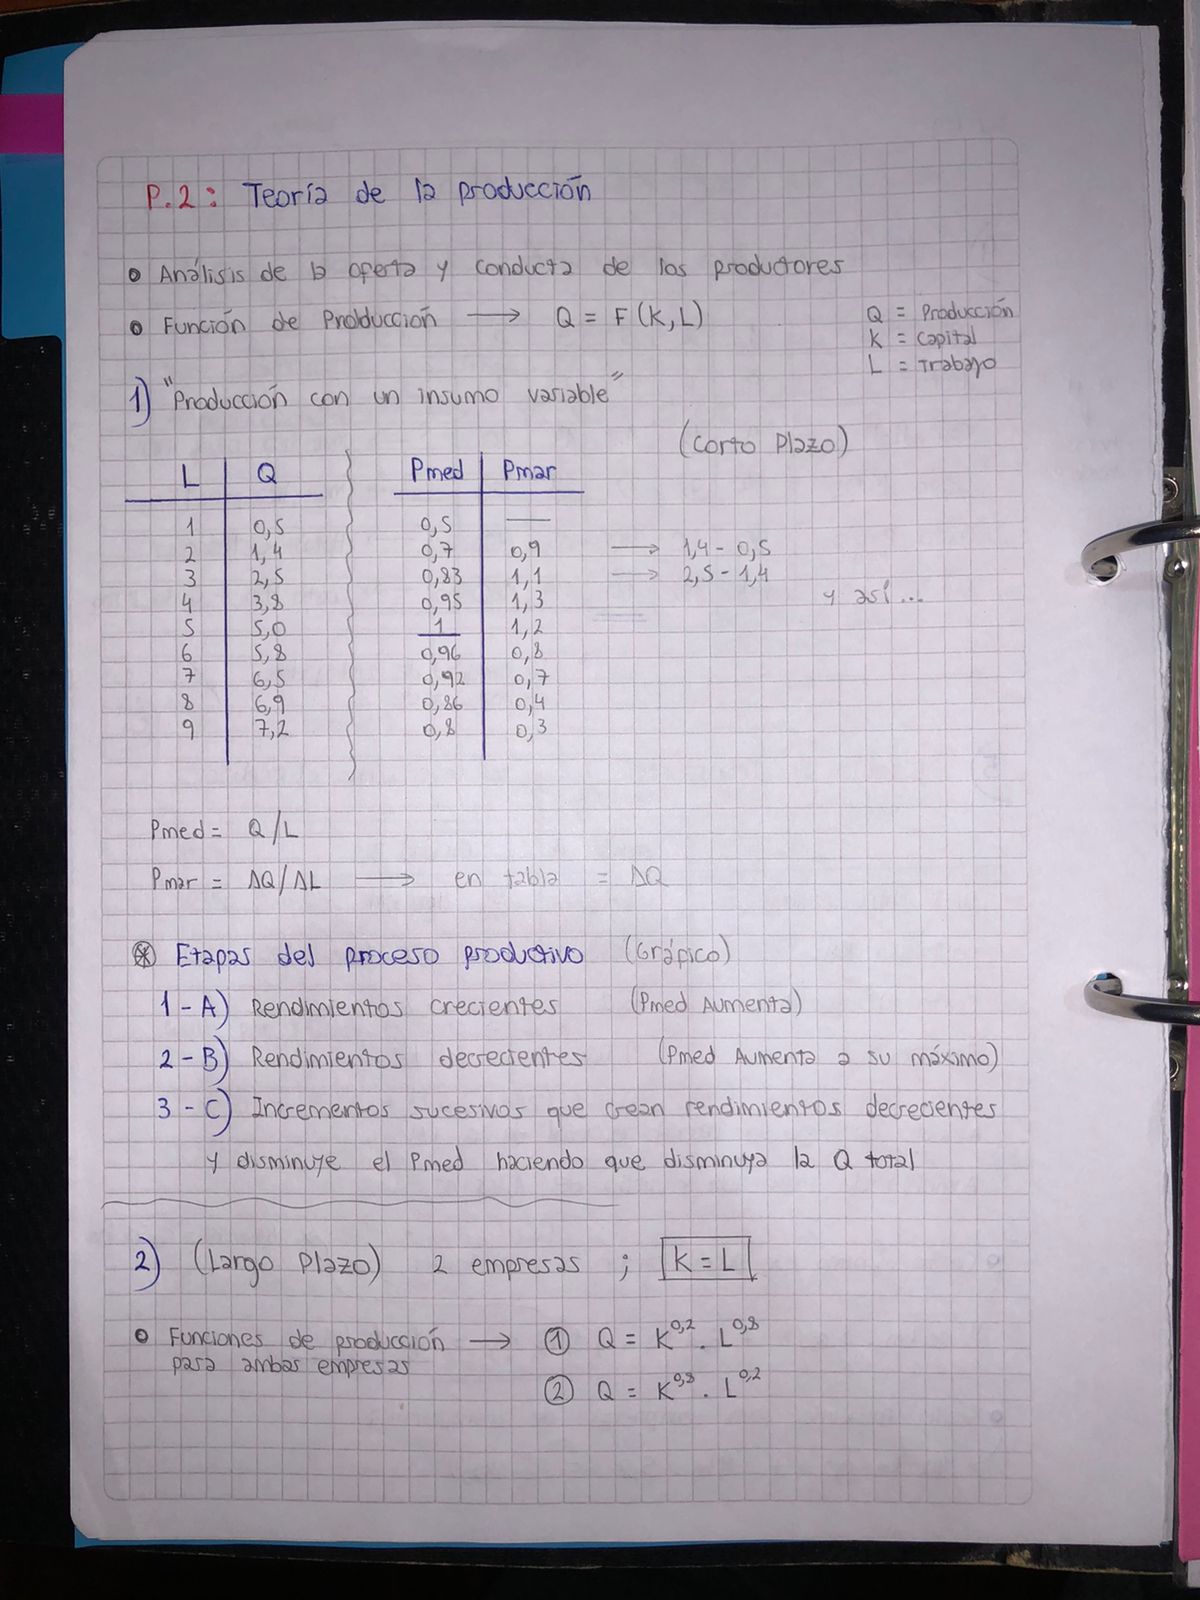 P.2: Teoría de la producción
• Análisis de la oferta y conducta de los productores
• Función de Producción → Q = F(K,L)
Q = Producción
K = Capital
L = Trabajo
1) "Producción con un insumo variable"
(Corto Plazo)
L | Q Pmed | Pmar
1 0,5 0,5 —
2 1,4 0,7 0,9 → 1,4 - 0,5
3 2,5 0,83 1,1 → 2,5 - 1,4
4 3,8 0,95 1,3 y así...
5 5,0 1 1,2
6 5,8 0,96 0,8
7 6,5 0,92 0,7
8 6,9 0,86 0,4
9 7,2 0,8 0,3
Pmed = Q/L
Pmar = ΔQ/ΔL → en tabla = ΔQ
* Etapas del proceso productivo (Gráfico)
1-A) Rendimientos crecientes (Pmed Aumenta)
2-B) Rendimientos decrecientes (Pmed Aumenta a su máximo)
3-C) Incrementos sucesivos que crean rendimientos decrecientes
y disminuye el Pmed haciendo que disminuya la Q total
2) (Largo Plazo) 2 empresas ; K = L
• Funciones de producción → ① Q = K^0,2 . L^0,8
para ambas empresas
② Q = K^0,8 . L^0,2